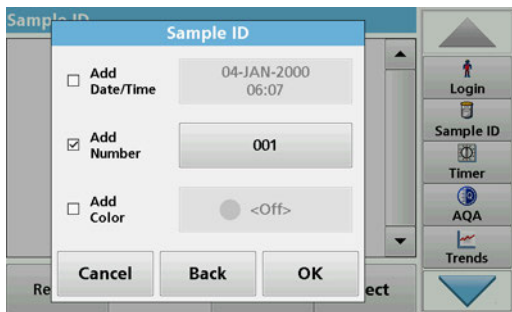 Sample ID
Sample ID
Add
Date/Time
04-JAN-2000
06:07
Add
Number
001
Add
Color
<Off>
Cancel
Back
OK
Login
Sample ID
Timer
AQA
Trends